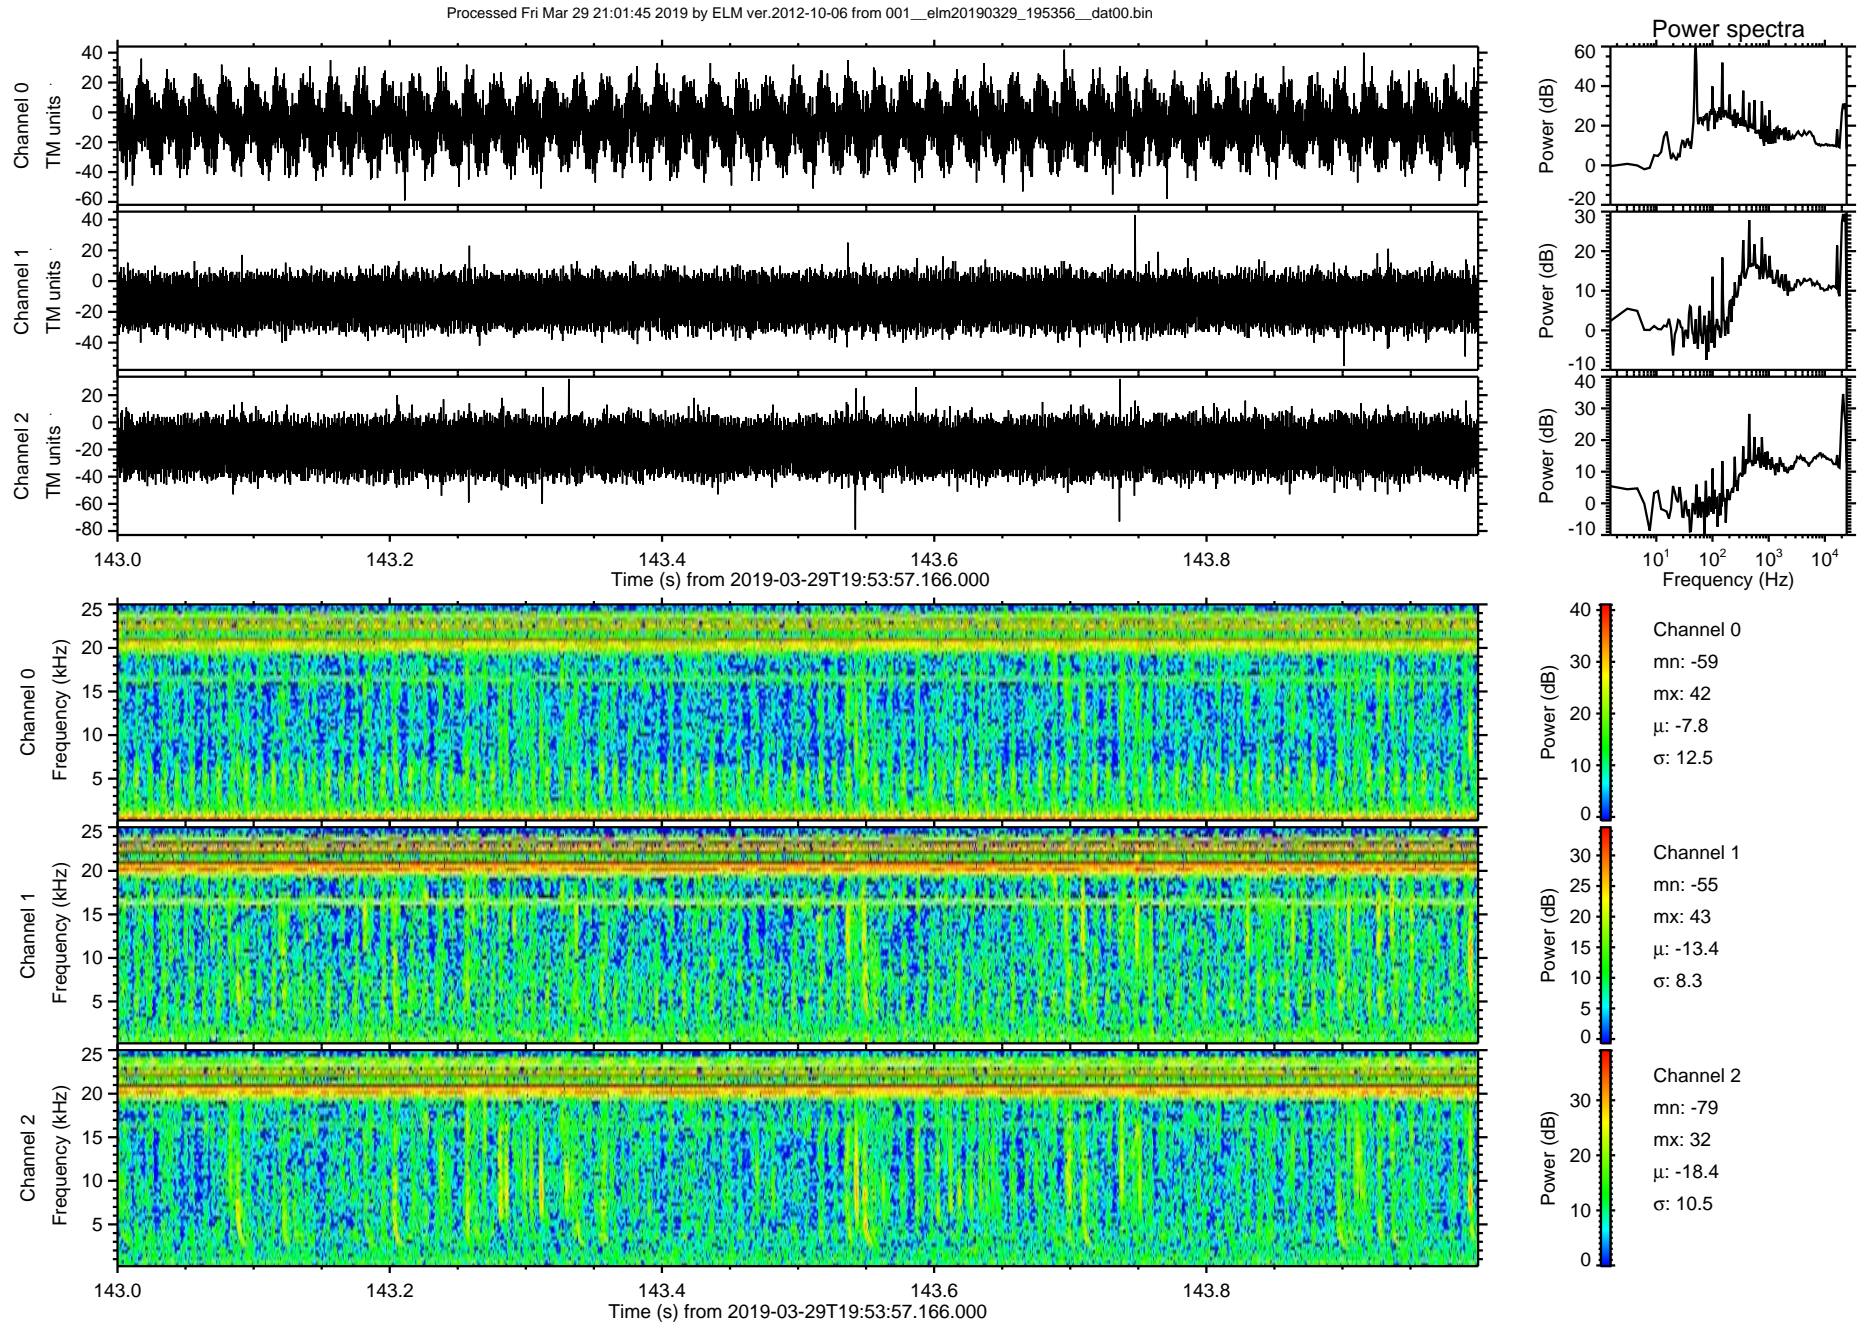 Processed Fri Mar 29 21:01:45 2019 by ELM ver.2012-10-06 from 001__elm20190329_195356__dat00.bin
Power spectra
Channel 0
TM units
40
20
0
-20
-40
-60
Power (dB)
60
40
20
0
-20
Channel 1
TM units
40
20
0
-20
-40
Power (dB)
30
20
10
0
-10
Channel 2
TM units
20
0
-20
-40
-60
-80
Power (dB)
40
30
20
10
0
-10
143.0 143.2 143.4 143.6 143.8
Time (s) from 2019-03-29T19:53:57.166.000
10^1 10^2 10^3 10^4
Frequency (Hz)
Channel 0
Frequency (kHz)
25
20
15
10
5
Power (dB)
40
30
20
10
0
Channel 0
mn: -59
mx: 42
μ: -7.8
σ: 12.5
Channel 1
Frequency (kHz)
25
20
15
10
5
Power (dB)
30
25
20
15
10
5
0
Channel 1
mn: -55
mx: 43
μ: -13.4
σ: 8.3
Channel 2
Frequency (kHz)
25
20
15
10
5
Power (dB)
30
20
10
0
Channel 2
mn: -79
mx: 32
μ: -18.4
σ: 10.5
143.0 143.2 143.4 143.6 143.8
Time (s) from 2019-03-29T19:53:57.166.000